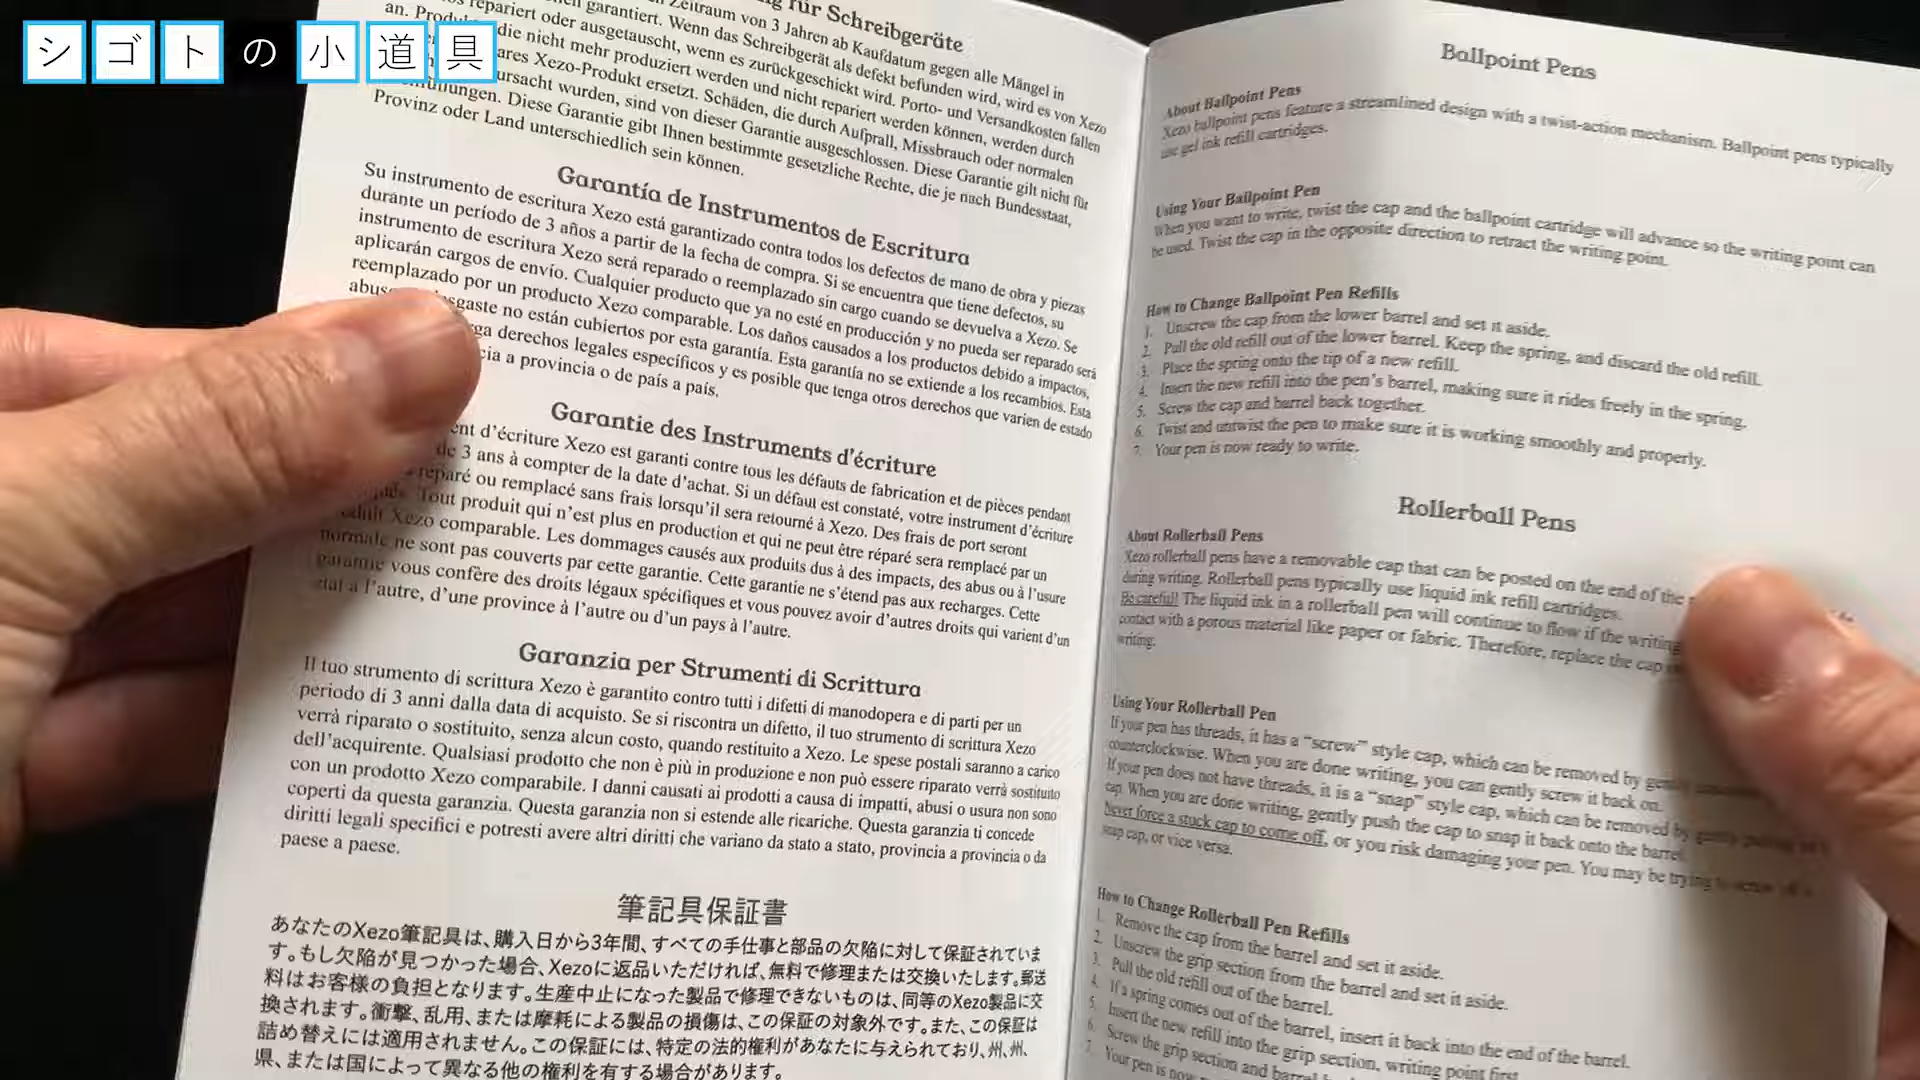 シゴトの小道具
für Schreibgeräte
Zeitraum von 3 Jahren ab Kaufdatum gegen alle Mängel in
garantiert. Wenn das Schreibgerät als defekt befunden wird, wird es von Xezo
repariert oder ausgetauscht, wenn es zurückgeschickt wird. Porto- und Versandkosten fallen
an. die nicht mehr produziert werden und nicht repariert werden können, werden durch
Xezo-Produkt ersetzt. Schäden, die durch Aufprall, Missbrauch oder normalen
wurden, sind von dieser Garantie ausgeschlossen. Diese Garantie gilt nicht für
Diese Garantie gibt Ihnen bestimmte gesetzliche Rechte, die je nach Bundesstaat,
Provinz oder Land unterschiedlich sein können.
Garantía de Instrumentos de Escritura
Su instrumento de escritura Xezo está garantizado contra todos los defectos de mano de obra y piezas
durante un período de 3 años a partir de la fecha de compra. Si se encuentra que tiene defectos, su
instrumento de escritura Xezo será reparado o reemplazado sin cargo cuando se devuelva a Xezo. Se
aplicarán cargos de envío. Cualquier producto que ya no esté en producción y no pueda ser reparado será
reemplazado por un producto Xezo comparable. Los daños causados a los productos debido a impactos,
no están cubiertos por esta garantía. Esta garantía no se extiende a los recambios. Esta
derechos legales específicos y es posible que tenga otros derechos que varien de estado
a provincia o de país a país.
Garantie des Instruments d'écriture
d'écriture Xezo est garanti contre tous les défauts de fabrication et de pièces pendant
de 3 ans à compter de la date d'achat. Si un défaut est constaté, votre instrument d'écriture
réparé ou remplacé sans frais lorsqu'il sera retourné à Xezo. Des frais de port seront
Tout produit qui n'est plus en production et qui ne peut être réparé sera remplacé par un
Xezo comparable. Les dommages causés aux produits dus à des impacts, des abus ou à l'usure
normale ne sont pas couverts par cette garantie. Cette garantie ne s'étend pas aux recharges. Cette
garantie vous confère des droits légaux spécifiques et vous pouvez avoir d'autres droits qui varient d'un
état à l'autre, d'une province à l'autre ou d'un pays à l'autre.
Garanzia per Strumenti di Scrittura
Il tuo strumento di scrittura Xezo è garantito contro tutti i difetti di manodopera e di parti per un
periodo di 3 anni dalla data di acquisto. Se si riscontra un difetto, il tuo strumento di scrittura Xezo
verrà riparato o sostituito, senza alcun costo, quando restituito a Xezo. Le spese postali saranno a carico
dell'acquirente. Qualsiasi prodotto che non è più in produzione e non può essere riparato verrà sostituito
con un prodotto Xezo comparabile. I danni causati ai prodotti a causa di impatti, abusi o usura non sono
coperti da questa garanzia. Questa garanzia non si estende alle ricariche. Questa garanzia ti concede
diritti legali specifici e potresti avere altri diritti che variano da stato a stato, provincia a provincia o da
paese a paese.
筆記具保証書
あなたのXezo筆記具は、購入日から3年間、すべての手仕事と部品の欠陥に対して保証されていま
す。もし欠陥が見つかった場合、Xezoに返品いただければ、無料で修理または交換いたします。郵送
料はお客様の負担となります。生産中止になった製品で修理できないものは、同等のXezo製品に交
換されます。衝撃、乱用、または摩耗による製品の損傷は、この保証の対象外です。また、この保証は
詰め替えには適用されません。この保証には、特定の法的権利があなたに与えられており、州、州、
県、または国によって異なる他の権利を有する場合があります。
Ballpoint Pens
About Ballpoint Pens
Xezo ballpoint pens feature a streamlined design with a twist-action mechanism. Ballpoint pens typically
use gel ink refill cartridges.
Using Your Ballpoint Pen
When you want to write, twist the cap and the ballpoint cartridge will advance so the writing point can
be used. Twist the cap in the opposite direction to retract the writing point.
How to Change Ballpoint Pen Refills
1. Unscrew the cap from the lower barrel and set it aside.
2. Pull the old refill out of the lower barrel. Keep the spring, and discard the old refill.
3. Place the spring onto the tip of a new refill.
4. Insert the new refill into the pen's barrel, making sure it rides freely in the spring.
5. Screw the cap and barrel back together.
6. Twist and untwist the pen to make sure it is working smoothly and properly.
7. Your pen is now ready to write.
Rollerball Pens
About Rollerball Pens
Xezo rollerball pens have a removable cap that can be posted on the end of the
during writing. Rollerball pens typically use liquid ink refill cartridges.
Be careful! The liquid ink in a rollerball pen will continue to flow if the writing
contact with a porous material like paper or fabric. Therefore, replace the cap
writing.
Using Your Rollerball Pen
If your pen has threads, it has a "screw" style cap, which can be removed by gently
counterclockwise. When you are done writing, you can gently screw it back on.
If your pen does not have threads, it is a "snap" style cap, which can be removed by gently
cap. When you are done writing, gently push the cap to snap it back onto the barrel.
Never force a stuck cap to come off, or you risk damaging your pen. You may be trying to
snap cap, or vice versa.
How to Change Rollerball Pen Refills
1. Remove the cap from the barrel and set it aside.
2. Unscrew the grip section from the barrel and set it aside.
3. Pull the old refill out of the barrel.
4. If a spring comes out of the barrel, insert it back into the end of the barrel.
5. Insert the new refill into the grip section, writing point first.
6. Screw the grip section and barrel
7. Your pen is now